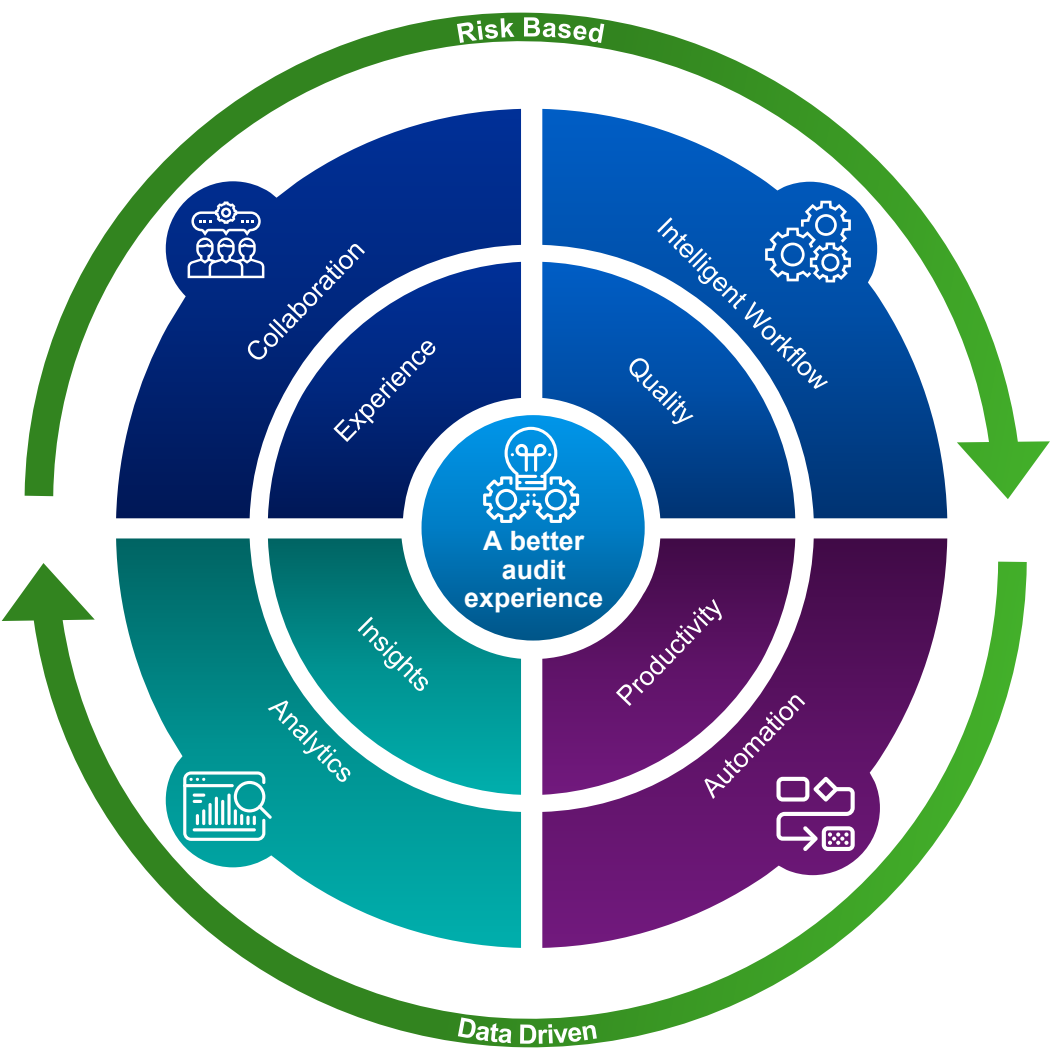 Risk Based
Collaboration
Intelligent Workflow
Experience
Quality
A better
audit
experience
Insights
Productivity
Analytics
Automation
Data Driven